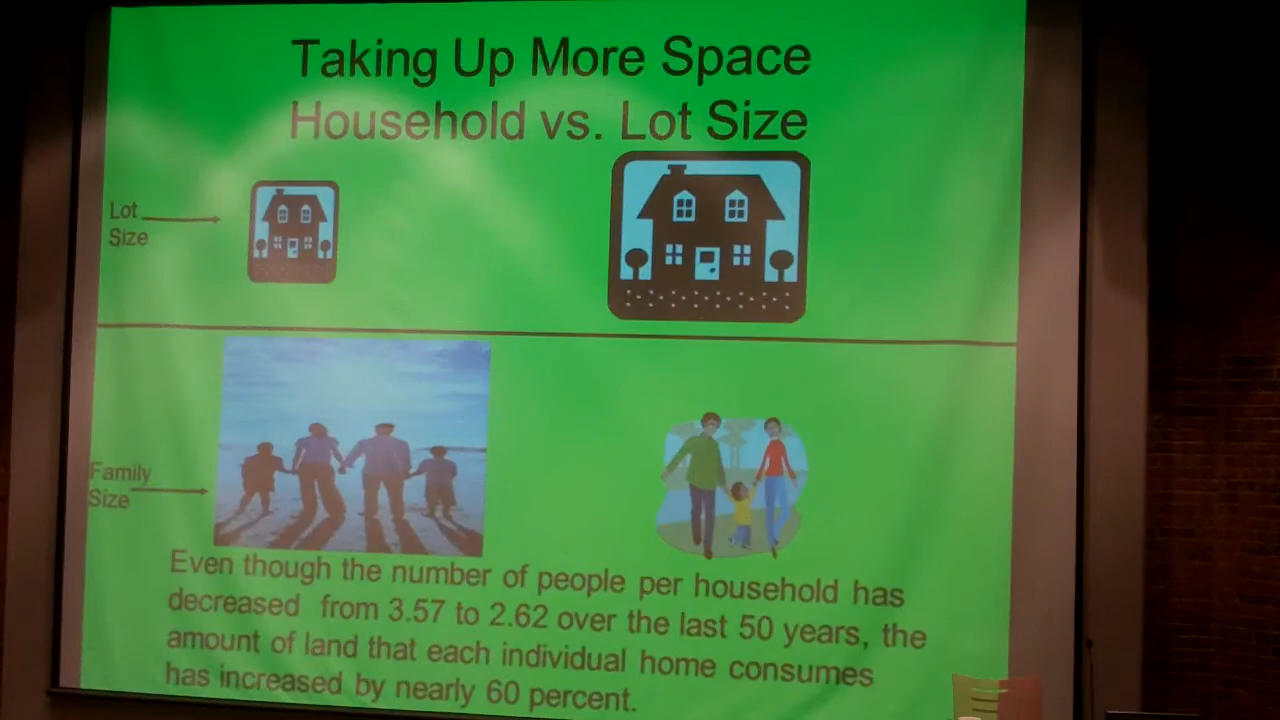 Taking Up More Space
Household vs. Lot Size
Lot
Size
Family
Size
Even though the number of people per household has
decreased from 3.57 to 2.62 over the last 50 years, the
amount of land that each individual home consumes
has increased by nearly 60 percent.